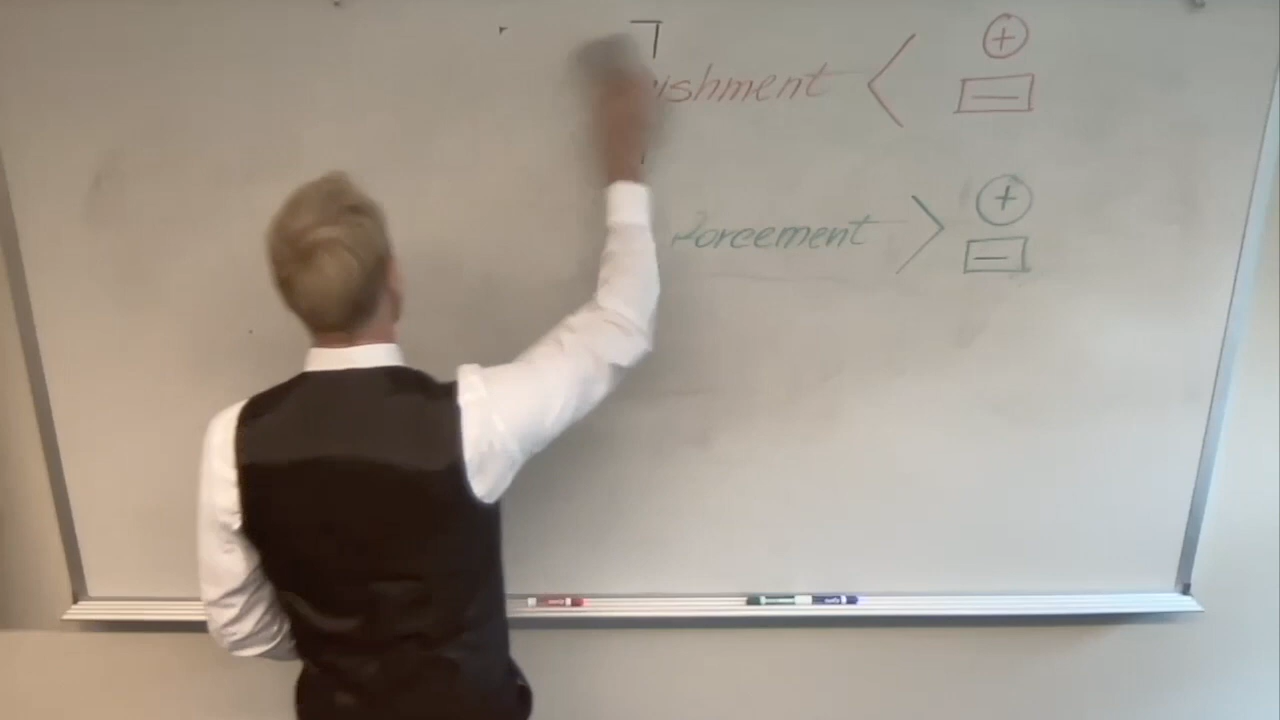 ishment < +
−
forcement > +
−